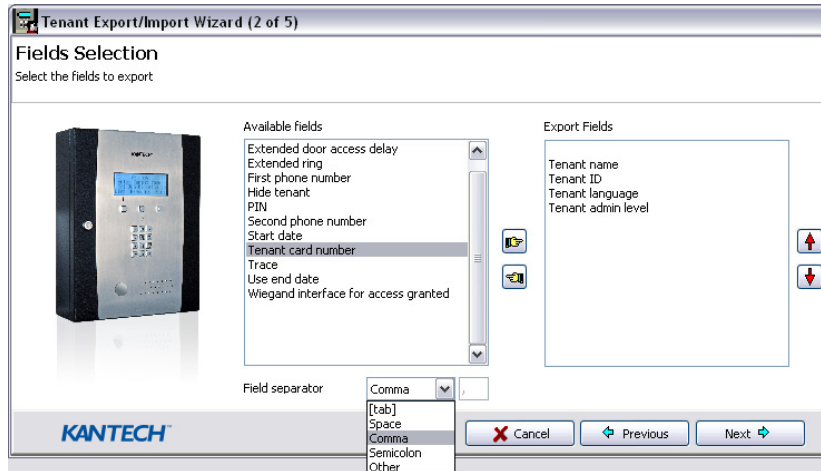 Tenant Export/Import Wizard (2 of 5)
Fields Selection
Select the fields to export
Available fields
Extended door access delay
Extended ring
First phone number
Hide tenant
PIN
Second phone number
Start date
Tenant card number
Trace
Use end date
Wiegand interface for access granted
Export Fields
Tenant name
Tenant ID
Tenant language
Tenant admin level
KANTECH
Field separator
Comma
,
[tab]
Space
Comma
Semicolon
Other
KANTECH
Cancel
Previous
Next